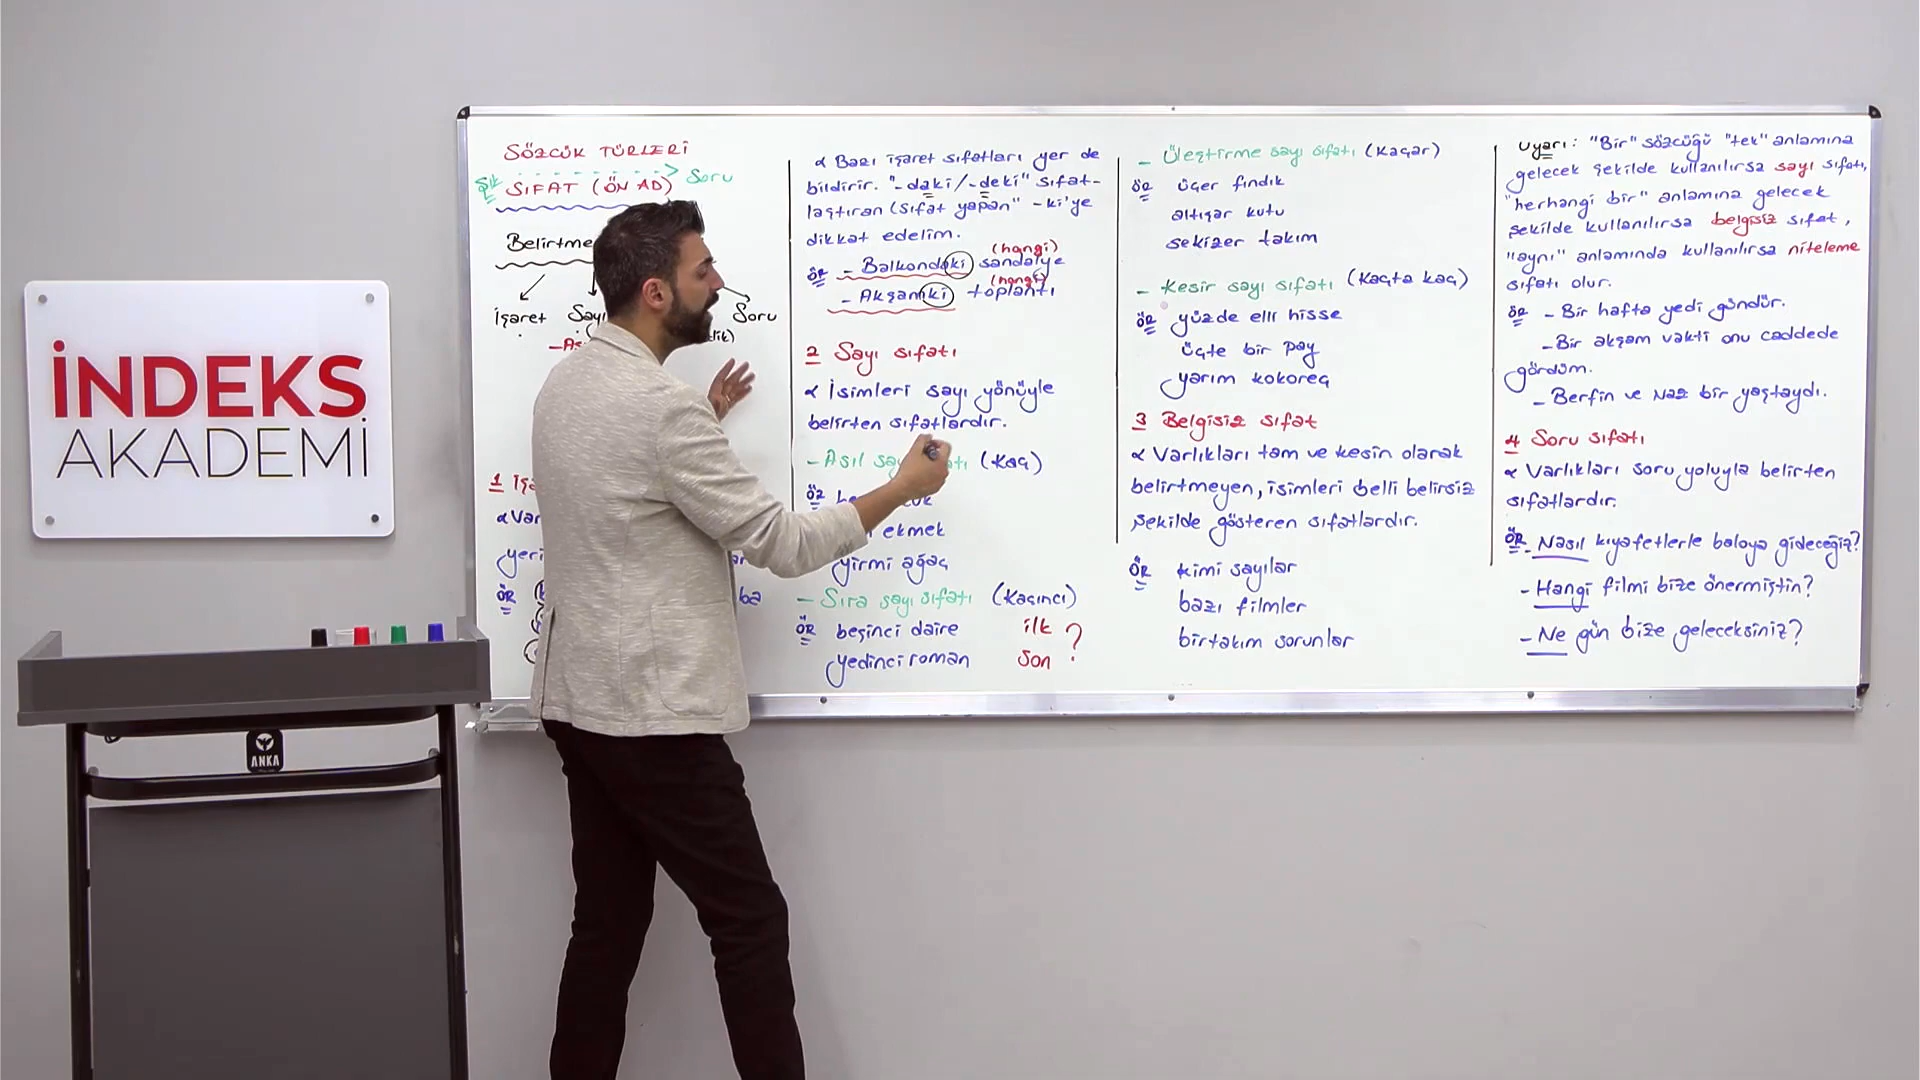 İNDEKS
AKADEMİ
ANKA
SÖZCÜK TÜRLERİ
SIFAT (ÖN AD)
Soru
Belirtme
İşaret
Soru
1
yeri
ÖR
ba
α Bazı işaret sıfatları yer de
bildirir. "-daki/-deki" sıfat-
laştıran (sıfat yapan" -ki'ye
dikkat edelim.
(hangi)
ÖR - Balkondaki sandalye
(hangi)
- Akşamki toplantı
2 Sayı sıfatı
α İsimleri sayı yönüyle
belirten sıfatlardır.
- Asıl (Kaç)
ÖR
ekmek
yirmi ağaç
- Sıra sayı sıfatı (Kaçıncı)
ÖR beşinci daire ilk ?
yedinci roman son
- Üleştirme sayı sıfatı (Kaçar)
ÖR üçer fındık
altışar kutu
sekizer takım
- Kesir sayı sıfatı (Kaçta kaç)
ÖR yüzde elli hisse
üçte bir pay
yarım kokoreç
3 Belgisiz sıfat
α Varlıkları tam ve kesin olarak
belirtmeyen, isimleri belli belirsiz
şekilde gösteren sıfatlardır.
ÖR kimi sayılar
bazı filmler
birtakım sorunlar
Uyarı: "Bir" sözcüğü "tek" anlamına
gelecek şekilde kullanılırsa sayı sıfatı,
"herhangi bir" anlamına gelecek
şekilde kullanılırsa belgisiz sıfat,
"aynı" anlamında kullanılırsa niteleme
sıfatı olur.
ÖR - Bir hafta yedi gündür.
- Bir akşam vakti onu caddede
gördüm.
- Berfin ve Naz bir yaştaydı.
4 Soru sıfatı
α Varlıkları soru yoluyla belirten
sıfatlardır.
ÖR - Nasıl kıyafetlerle baloya gideceğiz?
- Hangi filmi bize önermiştin?
- Ne gün bize geleceksiniz?